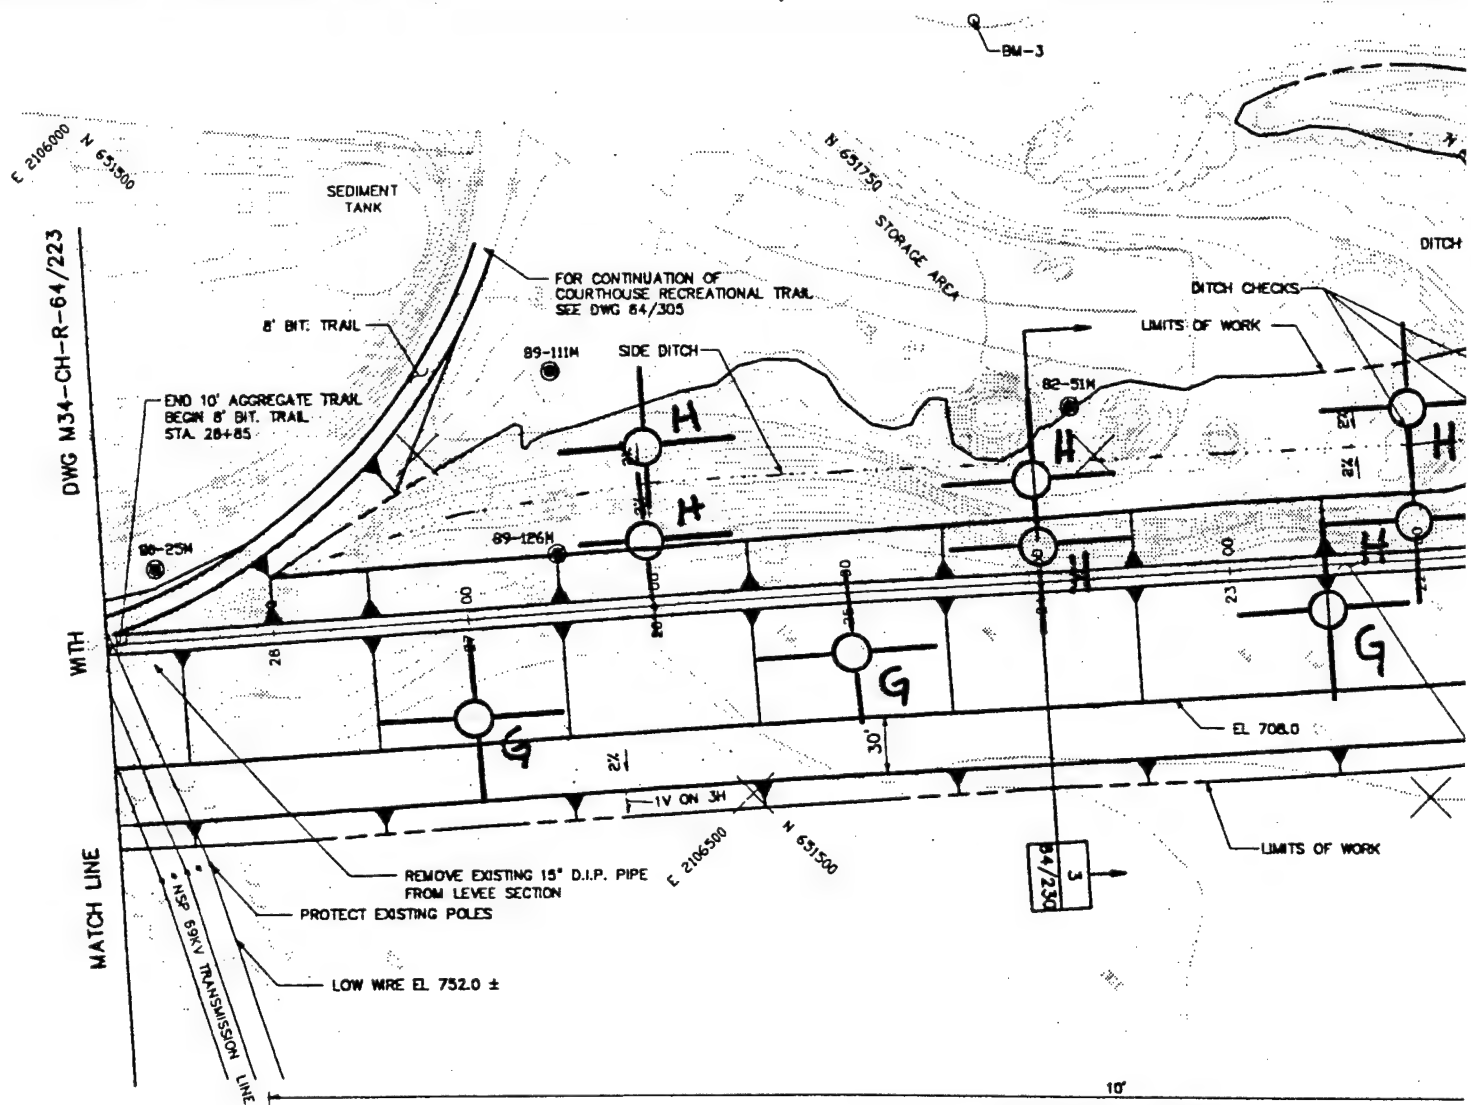 BM-3
E 2106000
N 651500
N 651750
SEDIMENT
TANK
STORAGE AREA
DITCH
DWG M34-CH-R-64/223
FOR CONTINUATION OF
COURTHOUSE RECREATIONAL TRAIL
SEE DWG 64/305
DITCH CHECKS
8' BIT. TRAIL
LIMITS OF WORK
89-111M
SIDE DITCH
82-51M
END 10' AGGREGATE TRAIL
BEGIN 8' BIT. TRAIL
STA. 28+85
H
H
H
H
H
H
89-126M
00
00
00
23
28
WITH
G
G
G
EL 708.0
30'
2%
1V ON 3H
E 2106500
N 651500
LIMITS OF WORK
3
64/230
REMOVE EXISTING 15" D.I.P. PIPE
FROM LEVEE SECTION
PROTECT EXISTING POLES
MATCH LINE
NSP 69KV TRANSMISSION LINE
LOW WIRE EL 752.0 ±
10'